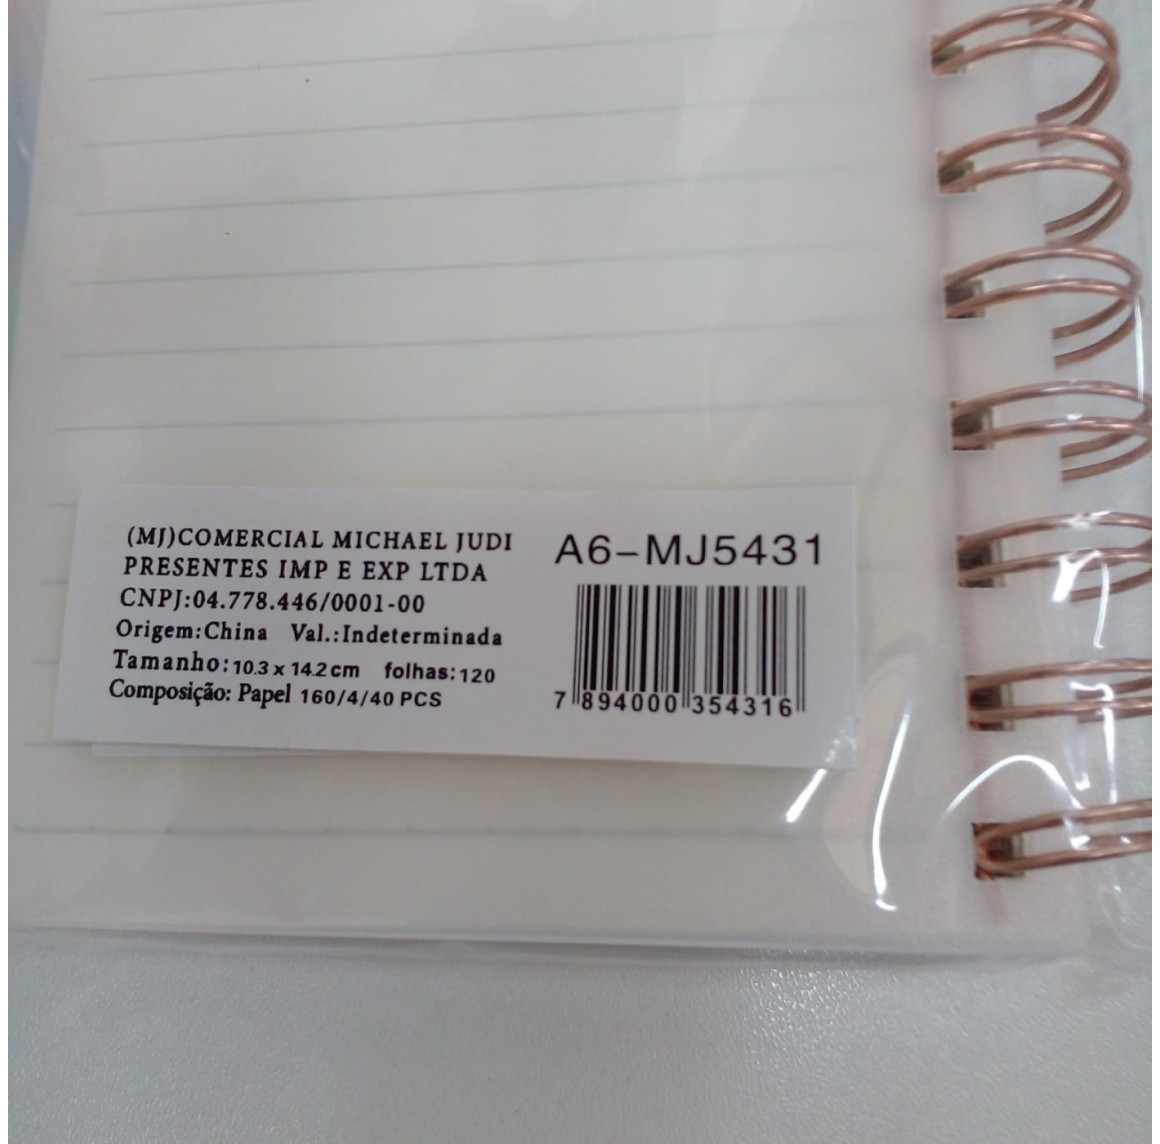 (MJ)COMERCIAL MICHAEL JUDI
PRESENTES IMP E EXP LTDA
CNPJ:04.778.446/0001-00
Origem:China Val.:Indeterminada
Tamanho:10.3 x 14.2 cm folhas:120
Composição: Papel 160/4/40 PCS
A6-MJ5431
7 894000 354316